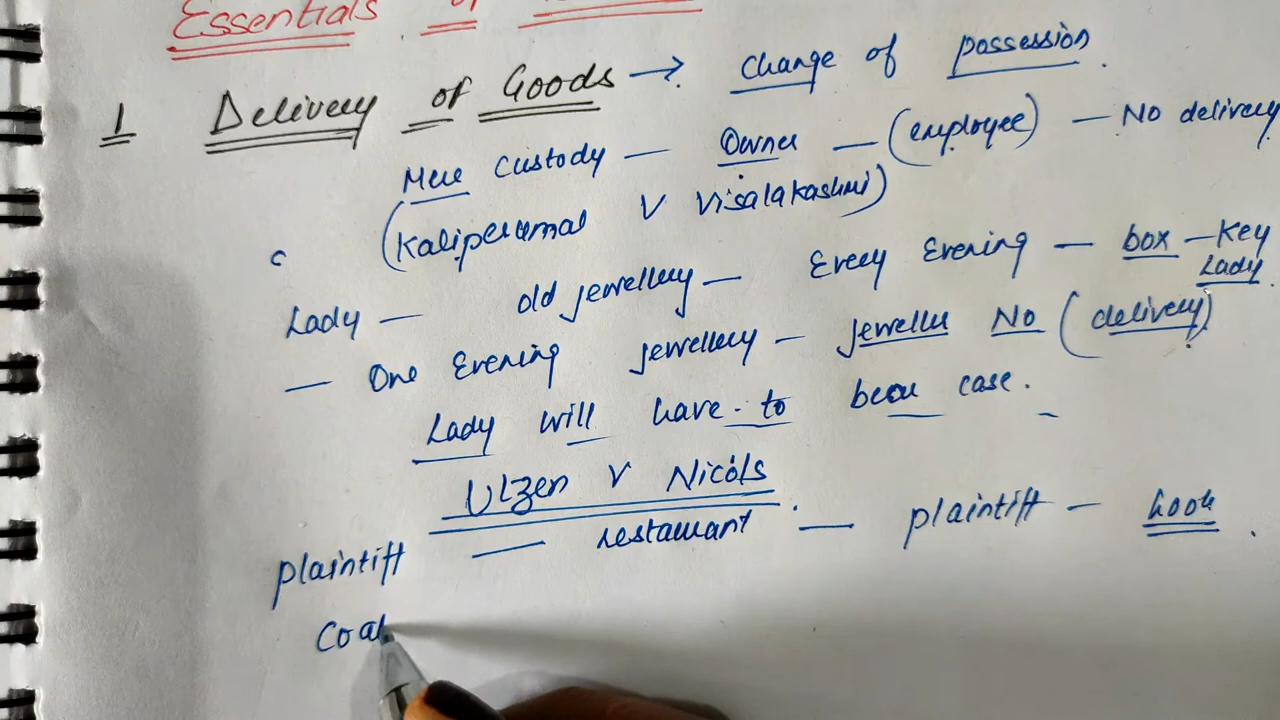 Essentials of
1 Delivery of Goods → change of possession.
Mere custody — Owner — (employee) — No delivery
(Kaliperumal V Visalakashmi)
Lady — old jewellery — Every Evening — box — Key Lady.
— One Evening jewellery — jeweller No (delivery)
Lady will have to bear case.
Ulzen V Nicols
plaintiff — restaurant — plaintiff — hook.
Coat